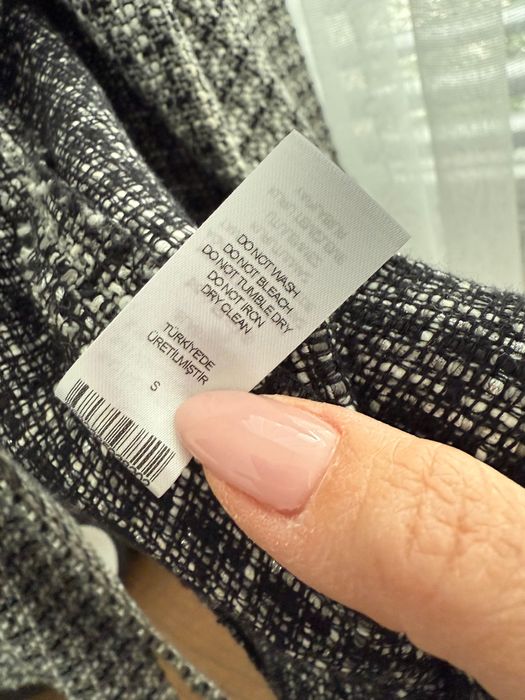 DO NOT WASH
DO NOT BLEACH
DO NOT TUMBLE DRY
DO NOT IRON
DRY CLEAN
TÜRKİYEDE
ÜRETİLMİŞTİR
S